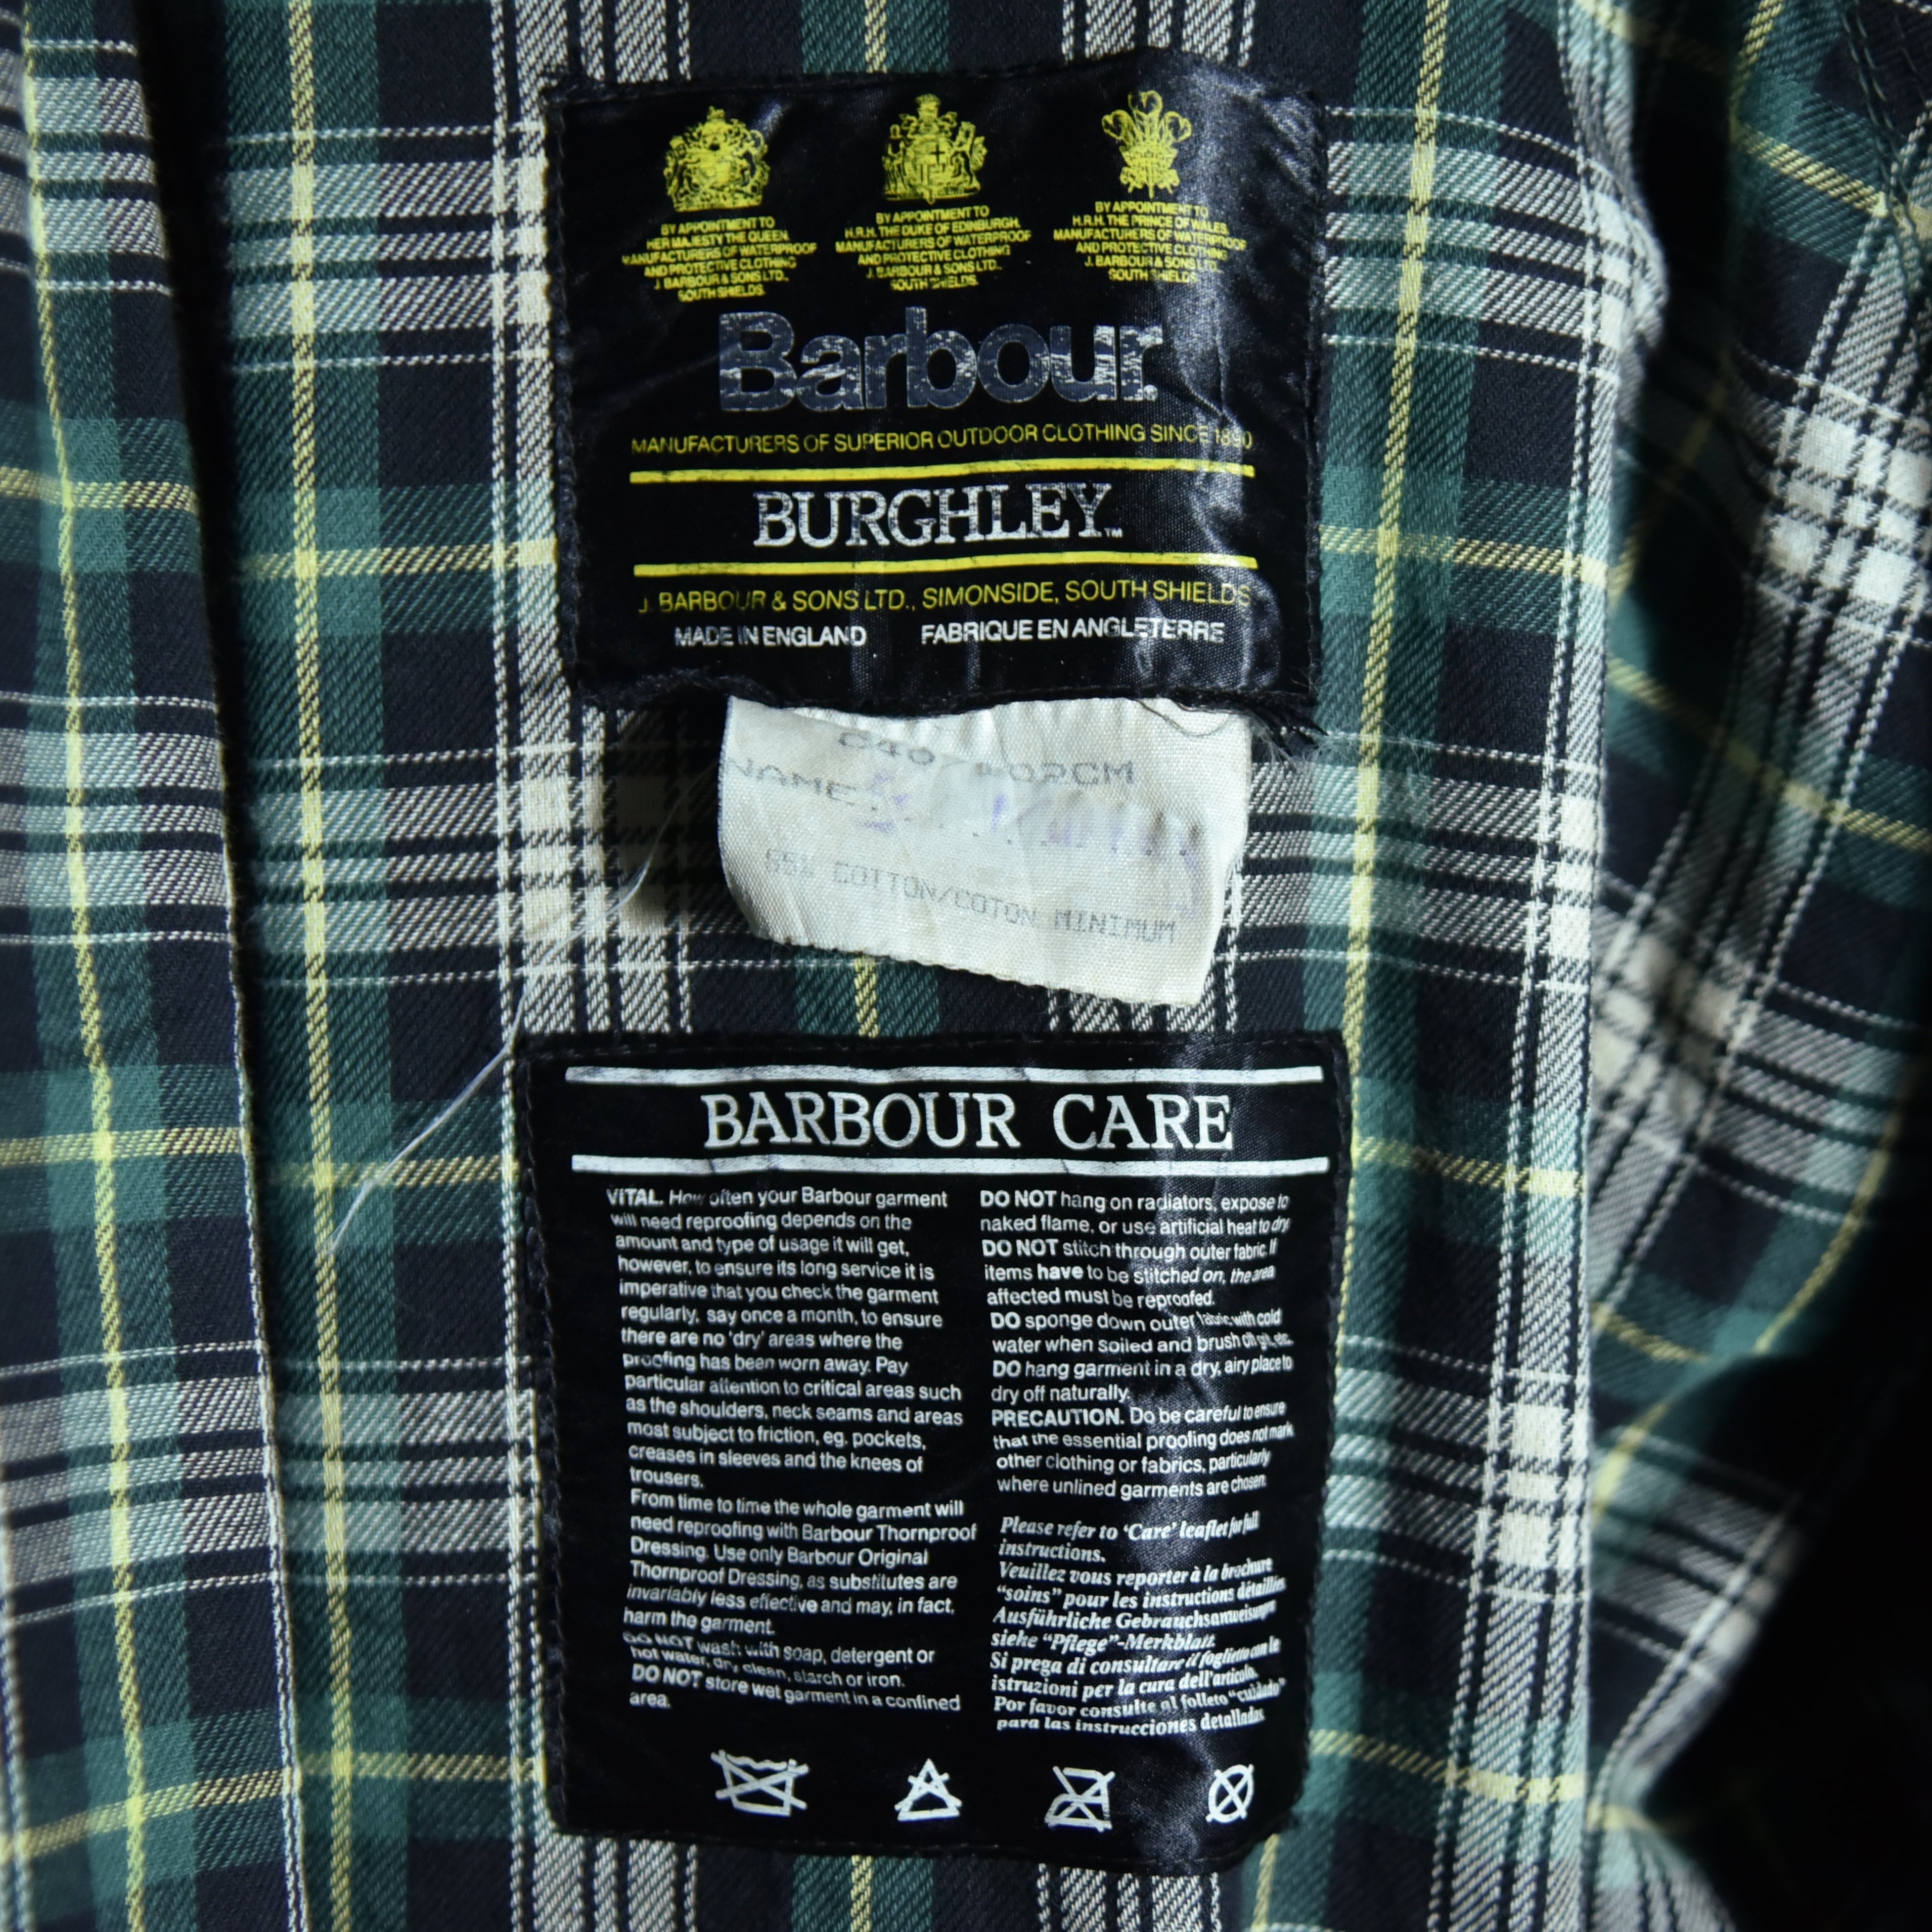 BY APPOINTMENT TO
HER MAJESTY THE QUEEN
MANUFACTURERS OF WATERPROOF
AND PROTECTIVE CLOTHING
J. BARBOUR & SONS LTD.,
SOUTH SHIELDS.
BY APPOINTMENT TO
H.R.H. THE DUKE OF EDINBURGH.
MANUFACTURERS OF WATERPROOF
AND PROTECTIVE CLOTHING
J. BARBOUR & SONS LTD.,
SOUTH SHIELDS.
BY APPOINTMENT TO
H.R.H. THE PRINCE OF WALES.
MANUFACTURERS OF WATERPROOF
AND PROTECTIVE CLOTHING
J. BARBOUR & SONS LTD.
SOUTH SHIELDS.
Barbour
MANUFACTURERS OF SUPERIOR OUTDOOR CLOTHING SINCE 1890
BURGHLEY™
J. BARBOUR & SONS LTD., SIMONSIDE, SOUTH SHIELDS
MADE IN ENGLAND FABRIQUE EN ANGLETERRE
NAME:
COTTON/COTON MINIMUM
BARBOUR CARE
VITAL. How often your Barbour garment
will need reproofing depends on the
amount and type of usage it will get,
however, to ensure its long service it is
imperative that you check the garment
regularly, say once a month, to ensure
there are no 'dry' areas where the
proofing has been worn away. Pay
particular attention to critical areas such
as the shoulders, neck seams and areas
most subject to friction, eg. pockets,
creases in sleeves and the knees of
trousers.
From time to time the whole garment will
need reproofing with Barbour Thornproof
Dressing. Use only Barbour Original
Thornproof Dressing, as substitutes are
invariably less effective and may, in fact,
harm the garment.
DO NOT wash with soap, detergent or
hot water, dry clean, starch or iron.
DO NOT store wet garment in a confined
area.
DO NOT hang on radiators, expose to
naked flame, or use artificial heat to dry
DO NOT stitch through outer fabric. If
items have to be stitched on, the area
affected must be reproofed.
DO sponge down outer fabric with cold
water when soiled and brush off grit, etc.
DO hang garment in a dry, airy place to
dry off naturally.
PRECAUTION. Do be careful to ensure
that the essential proofing does not mark
other clothing or fabrics, particularly
where unlined garments are chosen.
Please refer to 'Care' leaflet for full
instructions.
Veuillez vous reporter à la brochure
"soins" pour les instructions détaillées
Ausführliche Gebrauchsanweisungen
siehe "Pflege"-Merkblatt.
Si prega di consultare il foglietto con le
istruzioni per la cura dell'articolo.
Por favor consulte al folleto "cuidado"
para las instrucciones detalladas